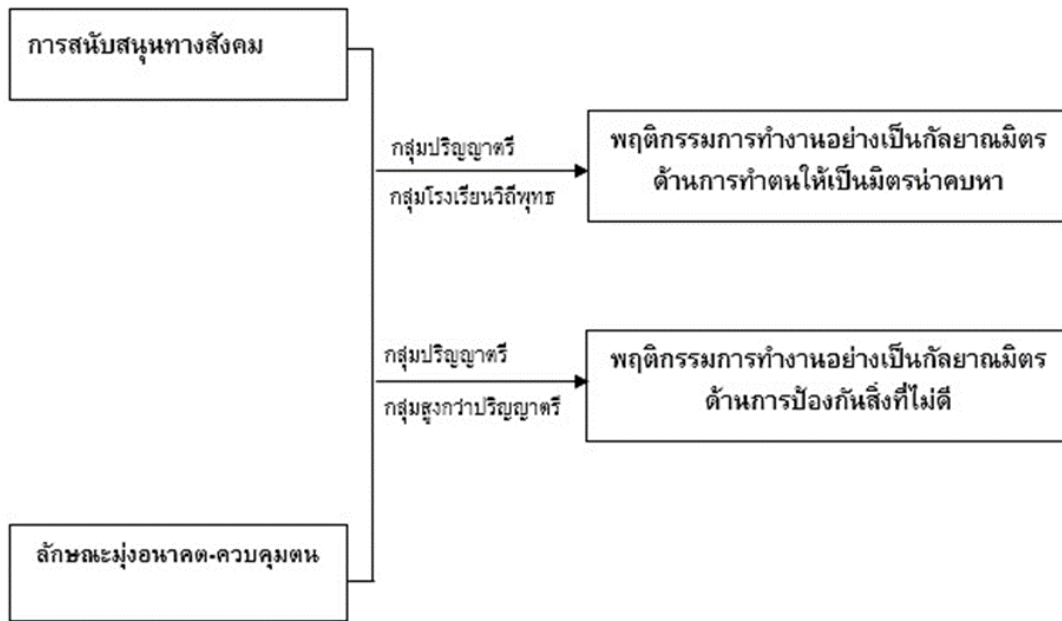 การสนับสนุนทางสังคม
กลุ่มปริญญาตรี
กลุ่มโรงเรียนวิถีพุทธ
พฤติกรรมการทำงานอย่างเป็นกัลยาณมิตร
ด้านการทำตนให้เป็นมิตรน่าคบหา
กลุ่มปริญญาตรี
กลุ่มสูงกว่าปริญญาตรี
พฤติกรรมการทำงานอย่างเป็นกัลยาณมิตร
ด้านการป้องกันสิ่งที่ไม่ดี
ลักษณะมุ่งอนาคต-ควบคุมตน